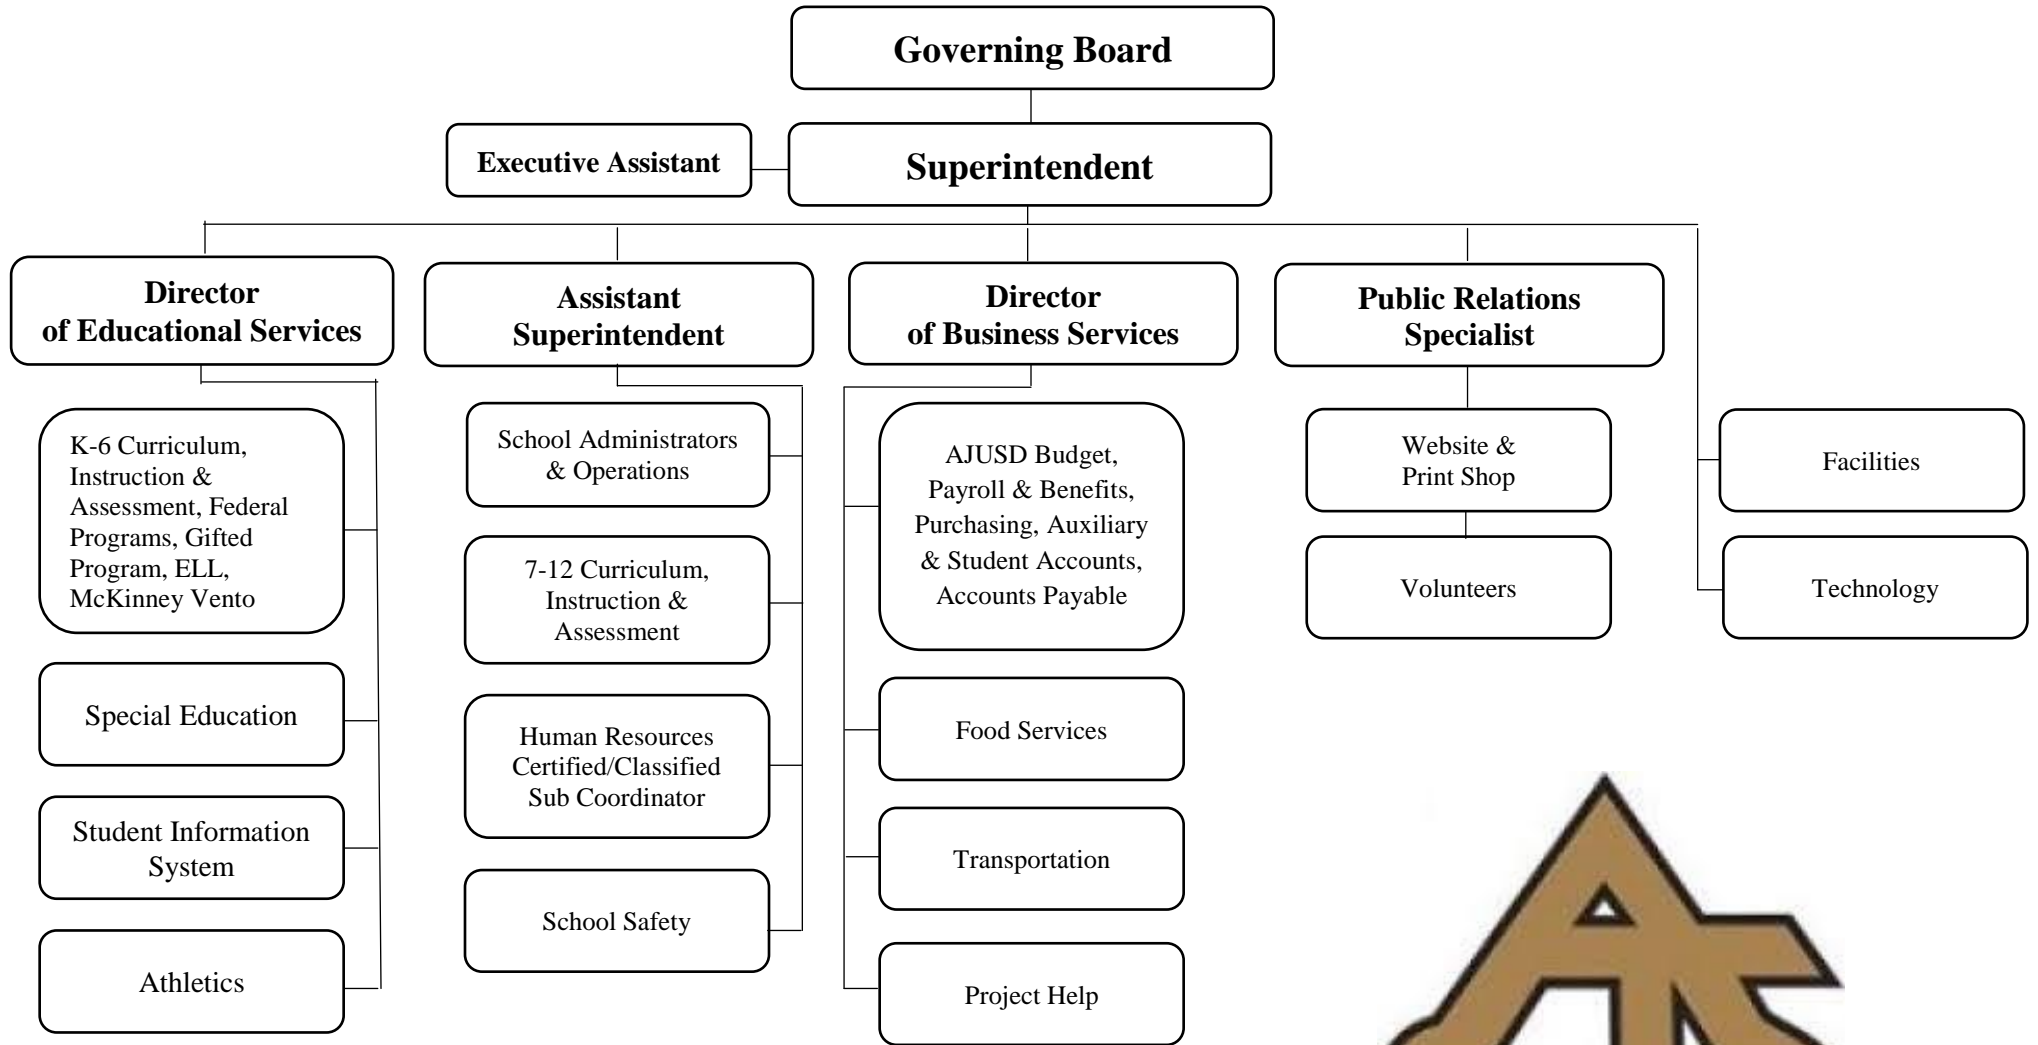 Governing Board
Executive Assistant
Superintendent
Director
of Educational Services
Assistant
Superintendent
Director
of Business Services
Public Relations
Specialist
K-6 Curriculum,
Instruction &
Assessment, Federal
Programs, Gifted
Program, ELL,
McKinney Vento
Special Education
Student Information
System
Athletics
School Administrators
& Operations
7-12 Curriculum,
Instruction &
Assessment
Human Resources
Certified/Classified
Sub Coordinator
School Safety
AJUSD Budget,
Payroll & Benefits,
Purchasing, Auxiliary
& Student Accounts,
Accounts Payable
Food Services
Transportation
Project Help
Website &
Print Shop
Volunteers
Facilities
Technology